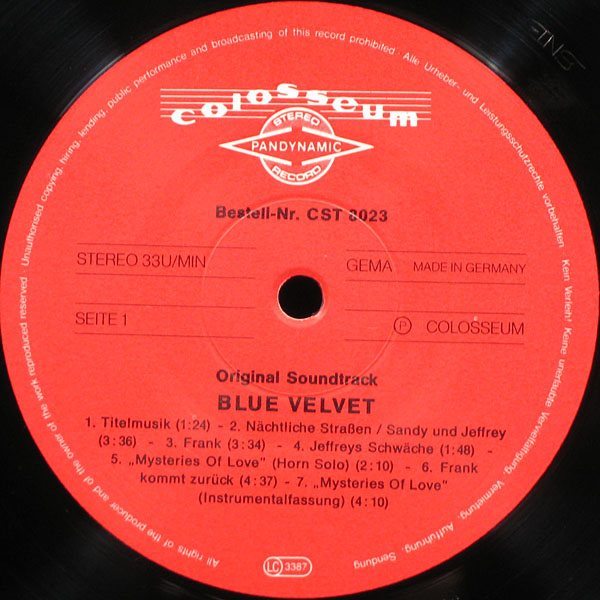 All rights of the producer and of the owner of the work reproduced reserved Unauthorised copying, hiring, lending, public performance and broadcasting of this record prohibited · Alle Urheber- und Leistungsschutzrechte vorbehalten · Kein Verleih! Keine unerlaubte Vervielfältigung, Vermietung, Aufführung, Sendung
colosseum
STEREO
PANDYNAMIC
RECORD
Bestell-Nr. CST 8023
STEREO 33U/MIN
GEMA MADE IN GERMANY
SEITE 1
Ⓟ COLOSSEUM
Original Soundtrack
BLUE VELVET
1. Titelmusik (1:24) - 2. Nächtliche Straßen / Sandy und Jeffrey
(3:36) - 3. Frank (3:34) - 4. Jeffreys Schwäche (1:48) -
5. „Mysteries Of Love" (Horn Solo) (2:10) - 6. Frank
kommt zurück (4:37) - 7. „Mysteries Of Love"
(Instrumentalfassung) (4:10)
LC 3387